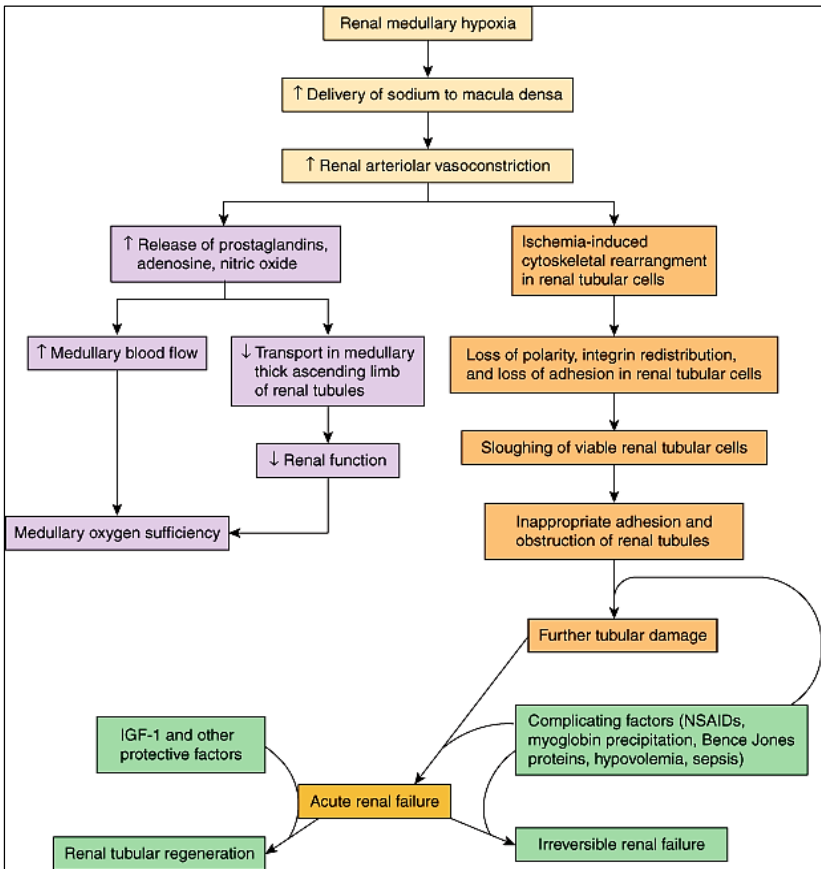 Renal medullary hypoxia
↑ Delivery of sodium to macula densa
↑ Renal arteriolar vasoconstriction
↑ Release of prostaglandins,
adenosine, nitric oxide
Ischemia-induced
cytoskeletal rearrangment
in renal tubular cells
↑ Medullary blood flow
↓ Transport in medullary
thick ascending limb
of renal tubules
Loss of polarity, integrin redistribution,
and loss of adhesion in renal tubular cells
↓ Renal function
Sloughing of viable renal tubular cells
Medullary oxygen sufficiency
Inappropriate adhesion and
obstruction of renal tubules
Further tubular damage
IGF-1 and other
protective factors
Complicating factors (NSAIDs,
myoglobin precipitation, Bence Jones
proteins, hypovolemia, sepsis)
Acute renal failure
Renal tubular regeneration
Irreversible renal failure